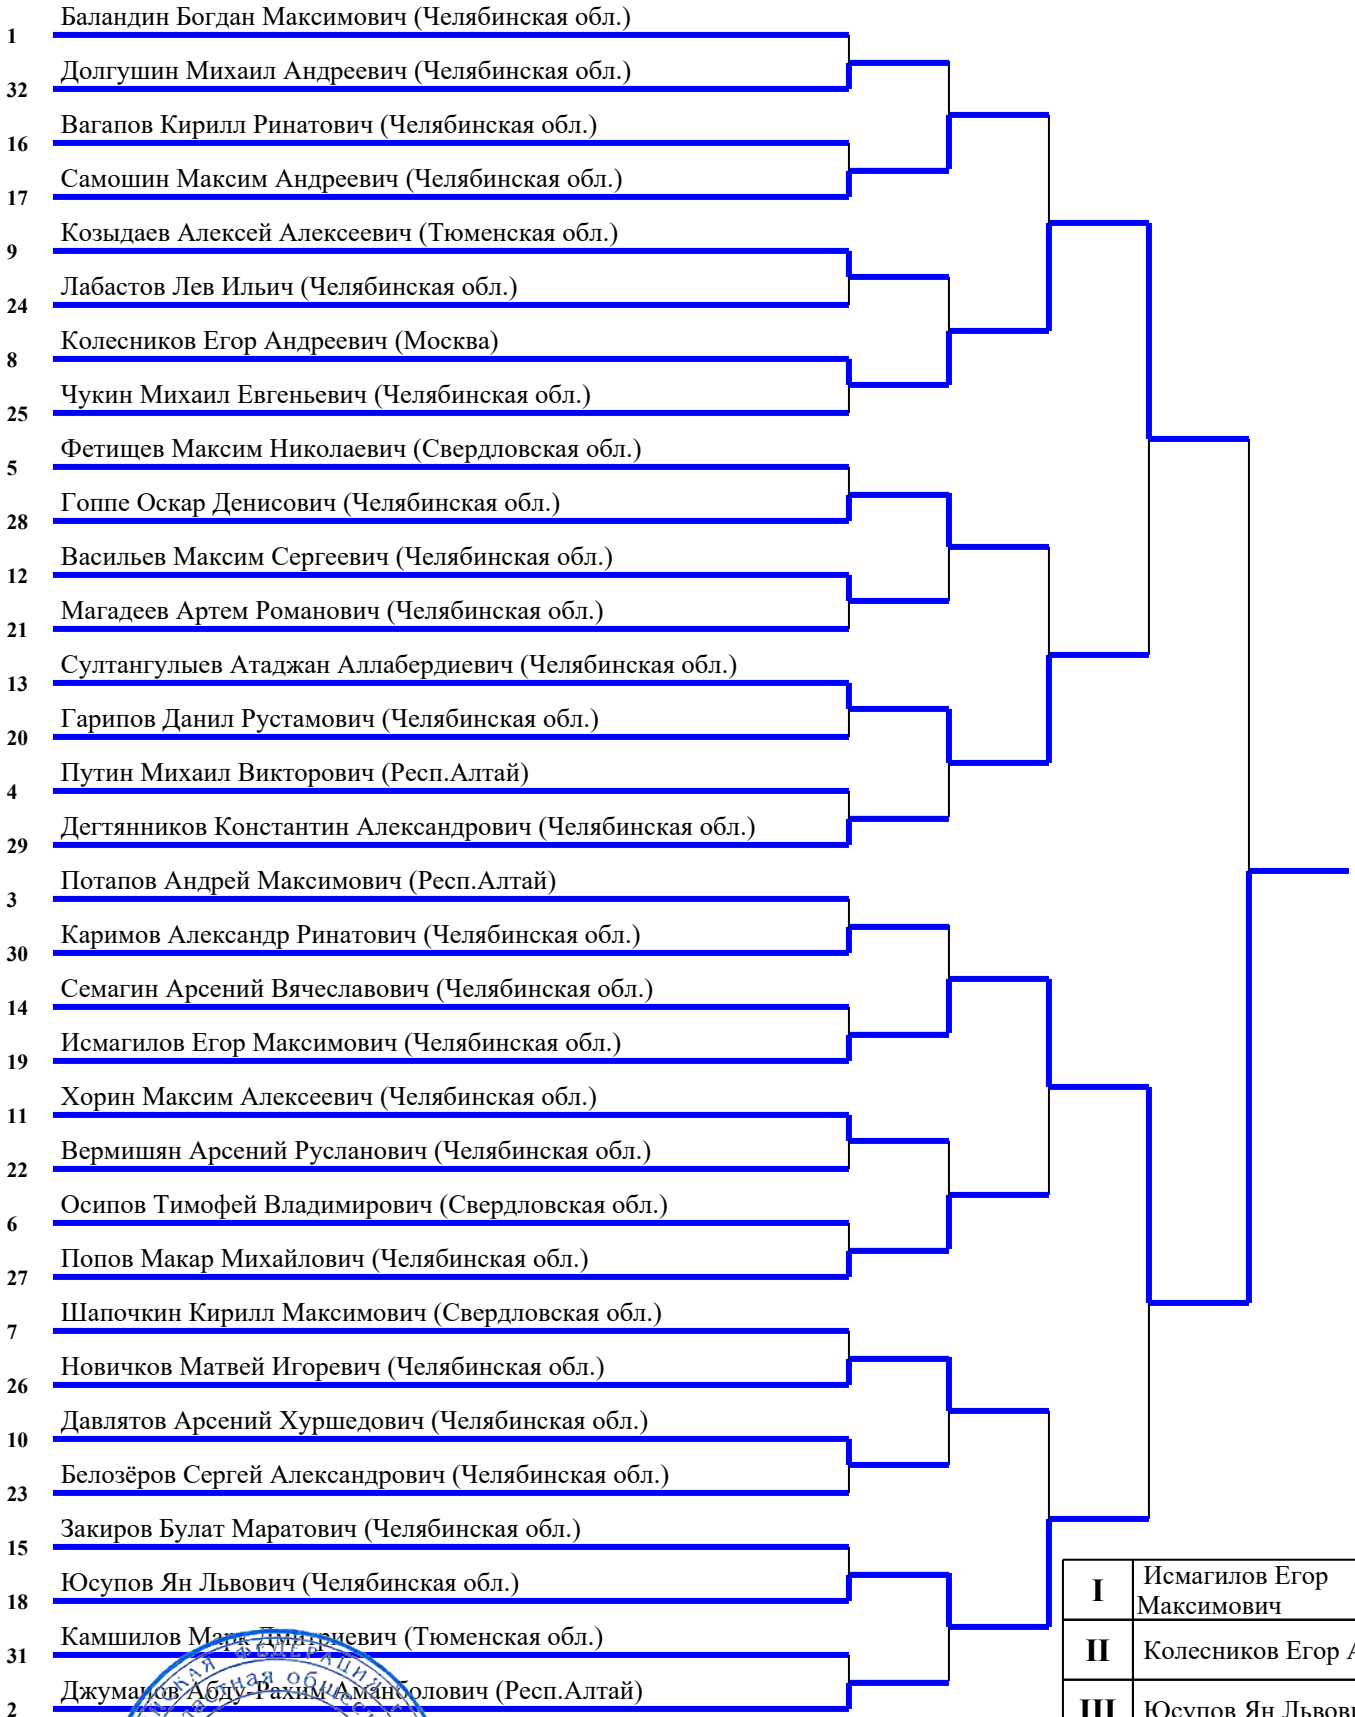 Баландин Богдан Максимович (Челябинская обл.)
1
Долгушин Михаил Андреевич (Челябинская обл.)
32
Вагапов Кирилл Ринатович (Челябинская обл.)
16
Самошин Максим Андреевич (Челябинская обл.)
17
Козыдаев Алексей Алексеевич (Тюменская обл.)
9
Лабастов Лев Ильич (Челябинская обл.)
24
Колесников Егор Андреевич (Москва)
8
Чукин Михаил Евгеньевич (Челябинская обл.)
25
Фетищев Максим Николаевич (Свердловская обл.)
5
Гоппе Оскар Денисович (Челябинская обл.)
28
Васильев Максим Сергеевич (Челябинская обл.)
12
Магадеев Артем Романович (Челябинская обл.)
21
Султангулыев Атаджан Аллабердиевич (Челябинская обл.)
13
Гарипов Данил Рустамович (Челябинская обл.)
20
Путин Михаил Викторович (Респ.Алтай)
4
Дегтянников Константин Александрович (Челябинская обл.)
29
Потапов Андрей Максимович (Респ.Алтай)
3
Каримов Александр Ринатович (Челябинская обл.)
30
Семагин Арсений Вячеславович (Челябинская обл.)
14
Исмагилов Егор Максимович (Челябинская обл.)
19
Хорин Максим Алексеевич (Челябинская обл.)
11
Вермишян Арсений Русланович (Челябинская обл.)
22
Осипов Тимофей Владимирович (Свердловская обл.)
6
Попов Макар Михайлович (Челябинская обл.)
27
Шапочкин Кирилл Максимович (Свердловская обл.)
7
Новичков Матвей Игоревич (Челябинская обл.)
26
Давлятов Арсений Хуршедович (Челябинская обл.)
10
Белозёров Сергей Александрович (Челябинская обл.)
23
Закиров Булат Маратович (Челябинская обл.)
15
Юсупов Ян Львович (Челябинская обл.)
18
Камшилов Марк Дмитриевич (Тюменская обл.)
31
Абду-Рахим Аманболович (Респ.Алтай)
2
I Исмагилов Егор
Максимович
II Колесников Егор А
III Юсупов Ян Львови
ФЕДЕРАЦИЯ